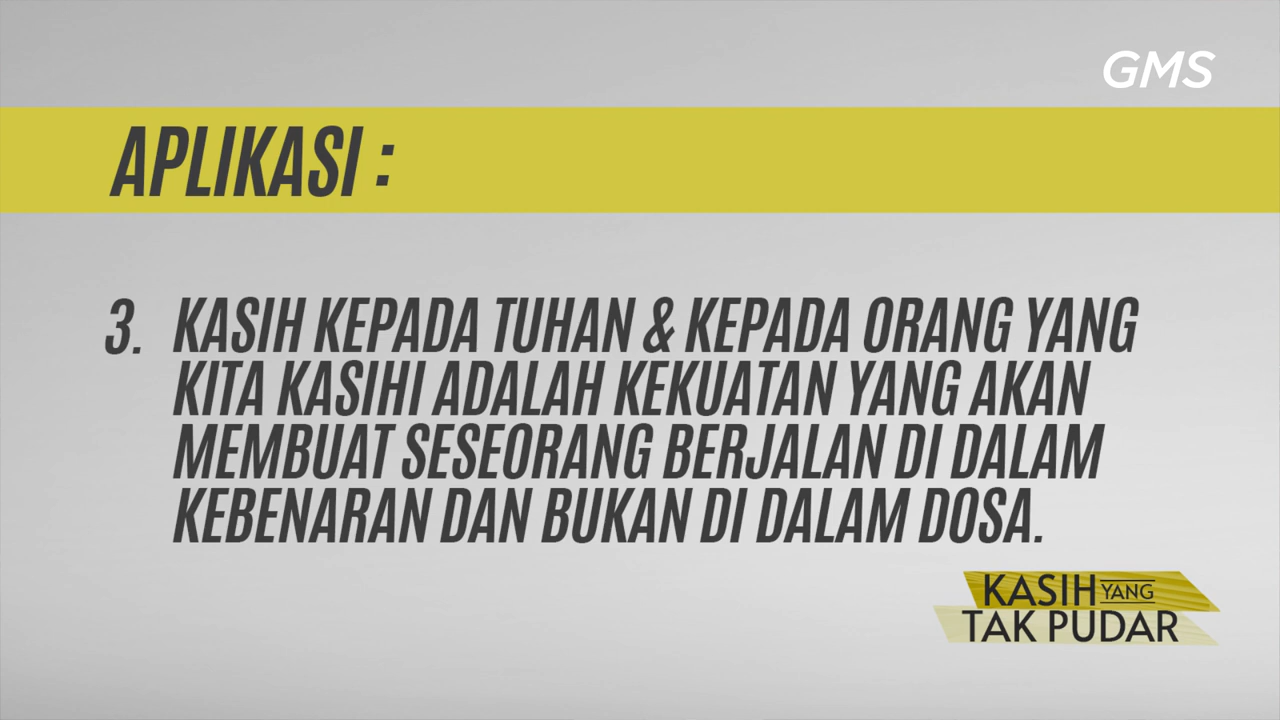 GMS
APLIKASI :
3. KASIH KEPADA TUHAN & KEPADA ORANG YANG
KITA KASIHI ADALAH KEKUATAN YANG AKAN
MEMBUAT SESEORANG BERJALAN DI DALAM
KEBENARAN DAN BUKAN DI DALAM DOSA.
KASIH YANG
TAK PUDAR